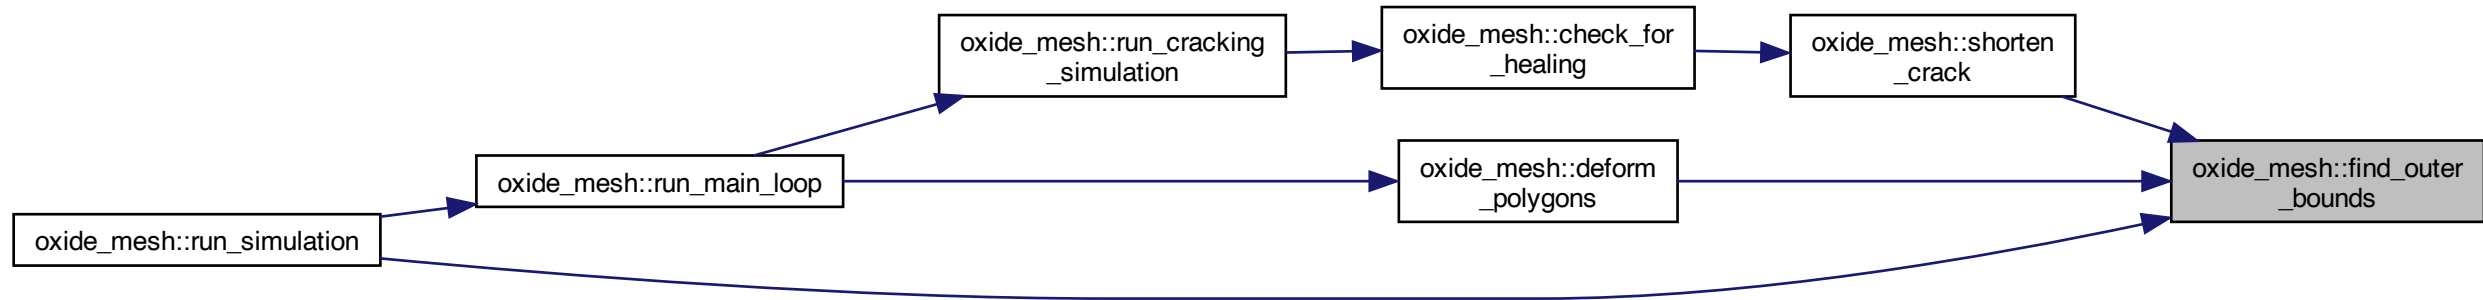 oxide_mesh::run_cracking
_simulation
oxide_mesh::check_for
_healing
oxide_mesh::shorten
_crack
oxide_mesh::run_main_loop
oxide_mesh::deform
_polygons
oxide_mesh::find_outer
_bounds
oxide_mesh::run_simulation